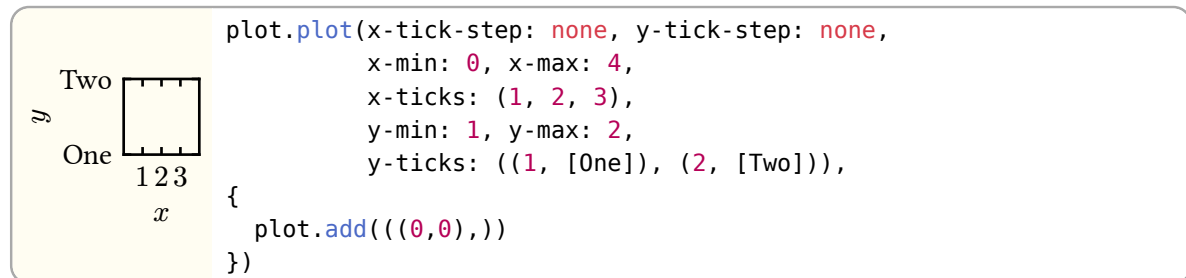 Two
y
One
1 2 3
x
plot.plot(x-tick-step: none, y-tick-step: none,
          x-min: 0, x-max: 4,
          x-ticks: (1, 2, 3),
          y-min: 1, y-max: 2,
          y-ticks: ((1, [One]), (2, [Two])),
{
  plot.add(((0,0),))
})